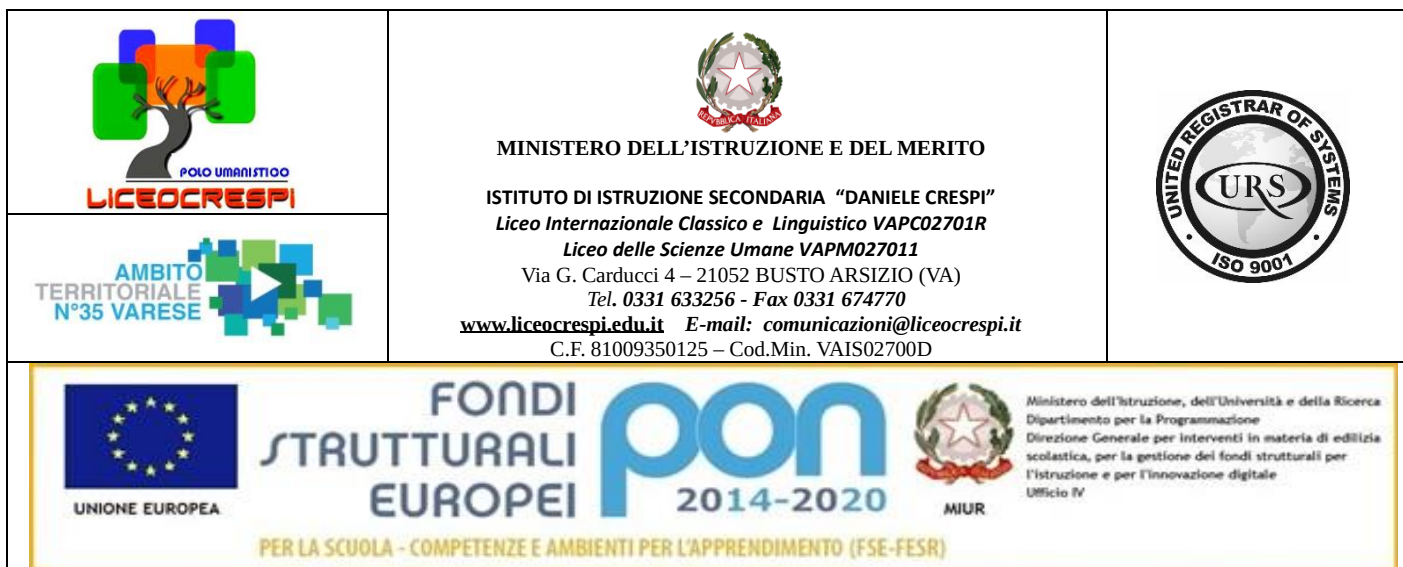 POLO UMANISTICO
LICEOCRESPI
AMBITO
TERRITORIALE
N°35 VARESE
REPVBBLICA ITALIANA
MINISTERO DELL’ISTRUZIONE E DEL MERITO
ISTITUTO DI ISTRUZIONE SECONDARIA “DANIELE CRESPI”
Liceo Internazionale Classico e Linguistico VAPC02701R
Liceo delle Scienze Umane VAPM027011
Via G. Carducci 4 – 21052 BUSTO ARSIZIO (VA)
Tel. 0331 633256 - Fax 0331 674770
www.liceocrespi.edu.it E-mail: comunicazioni@liceocrespi.it
C.F. 81009350125 – Cod.Min. VAIS02700D
UNITED REGISTRAR OF SYSTEMS
URS
ISO 9001
UNIONE EUROPEA
FONDI
STRUTTURALI
EUROPEI
pon
2014-2020
MIUR
Ministero dell'Istruzione, dell'Università e della Ricerca
Dipartimento per la Programmazione
Direzione Generale per interventi in materia di edilizia
scolastica, per la gestione dei fondi strutturali per
l'istruzione e per l'innovazione digitale
Ufficio IV
PER LA SCUOLA - COMPETENZE E AMBIENTI PER L'APPRENDIMENTO (FSE-FESR)